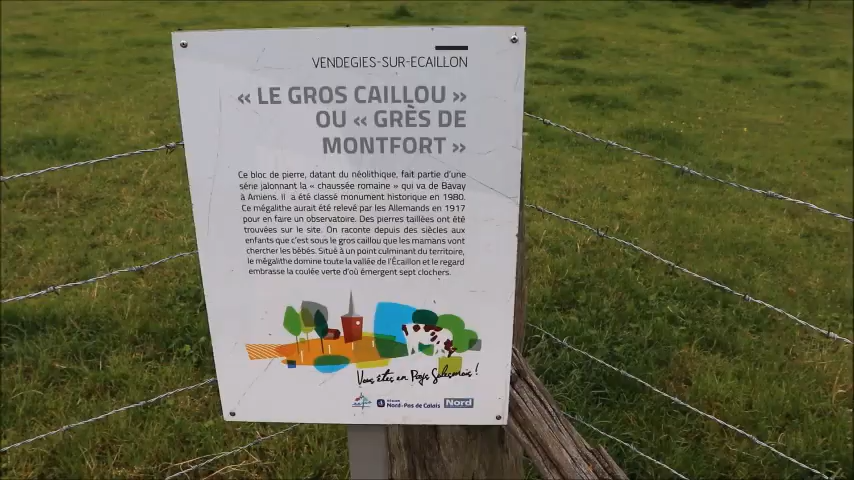 VENDEGIES-SUR-ECAILLON
« LE GROS CAILLOU »
OU « GRÈS DE
MONTFORT »
Ce bloc de pierre, datant du néolithique, fait partie d'une
série jalonnant la « chaussée romaine » qui va de Bavay
à Amiens. Il a été classé monument historique en 1980.
Ce mégalithe aurait été relevé par les Allemands en 1917
pour en faire un observatoire. Des pierres taillées ont été
trouvées sur le site. On raconte depuis des siècles aux
enfants que c'est sous le gros caillou que les mamans vont
chercher les bébés. Situé à un point culminant du territoire,
le mégalithe domine toute la vallée de l'Écaillon et le regard
embrasse la coulée verte d'où émergent sept clochers.
Vous êtes en Pays Solesmois !
Nord-Pas de Calais
Nord